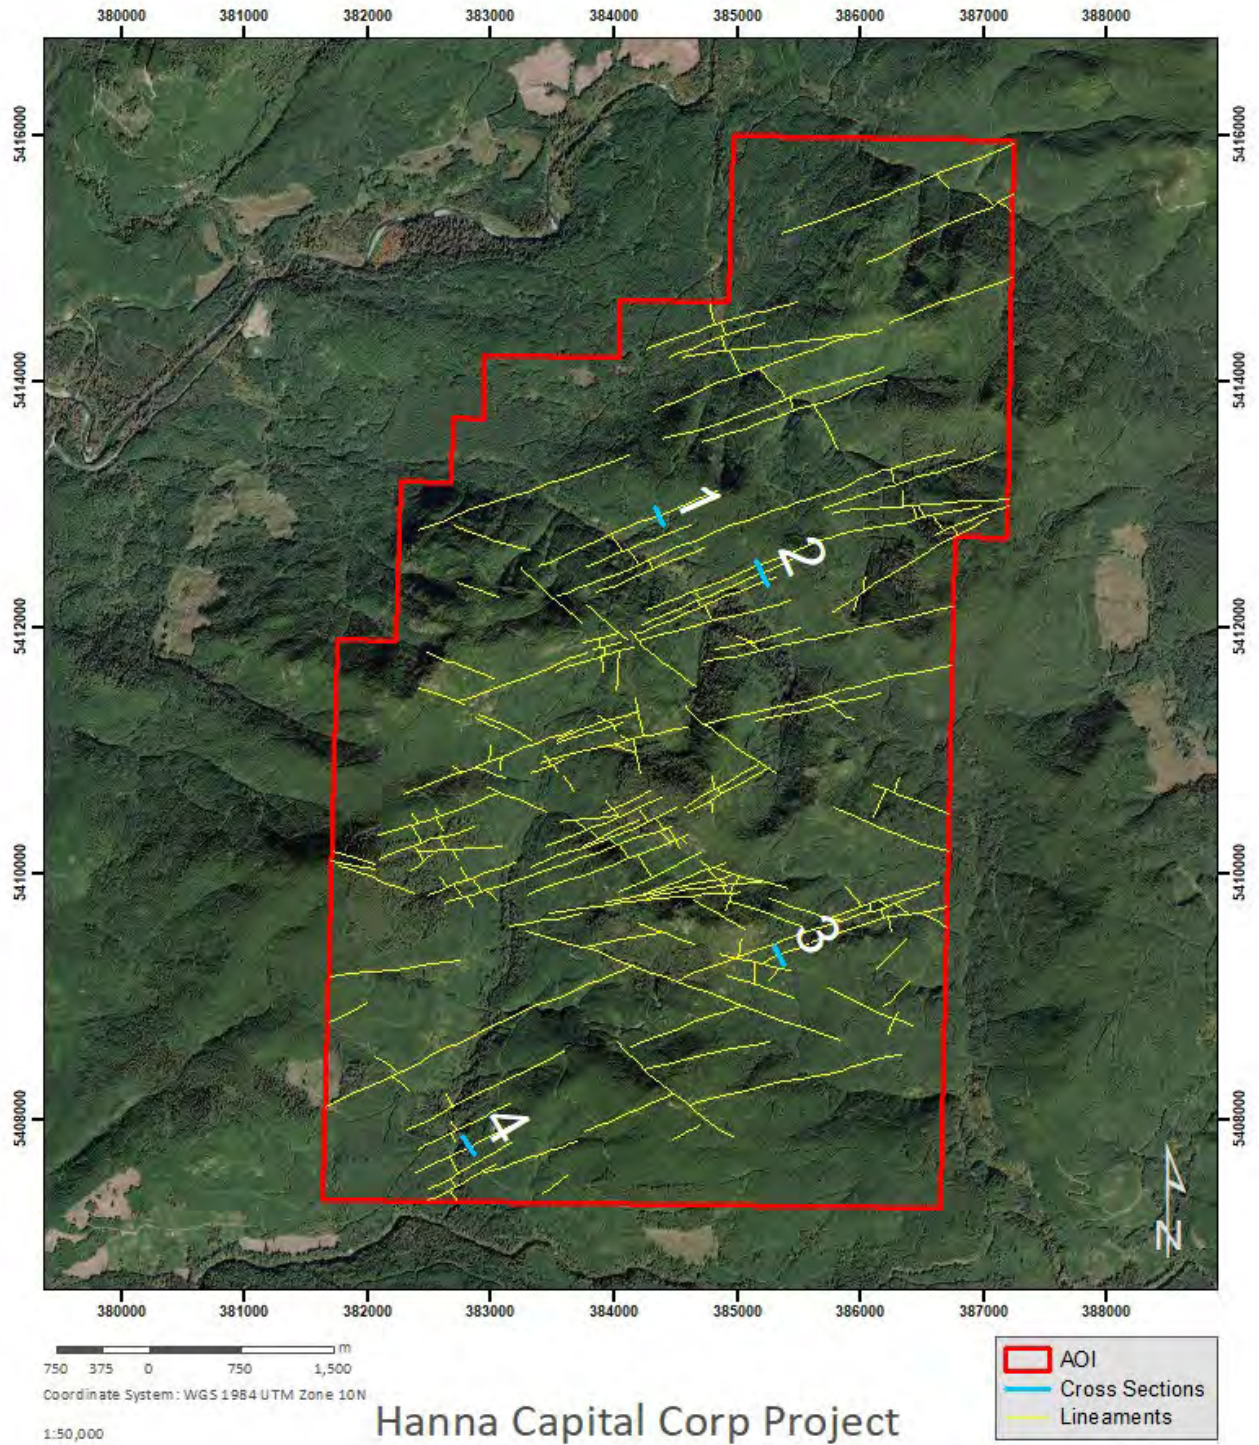 380000 381000 382000 383000 384000 385000 386000 387000 388000
5416000 5416000
5414000 5414000
1
2
5412000 5412000
5410000 5410000
3
5408000 5408000
4
N
380000 381000 382000 383000 384000 385000 386000 387000 388000
m
750 375 0 750 1,500
Coordinate System: WGS 1984 UTM Zone 10N
1:50,000
Hanna Capital Corp Project
AOI
Cross Sections
Lineaments